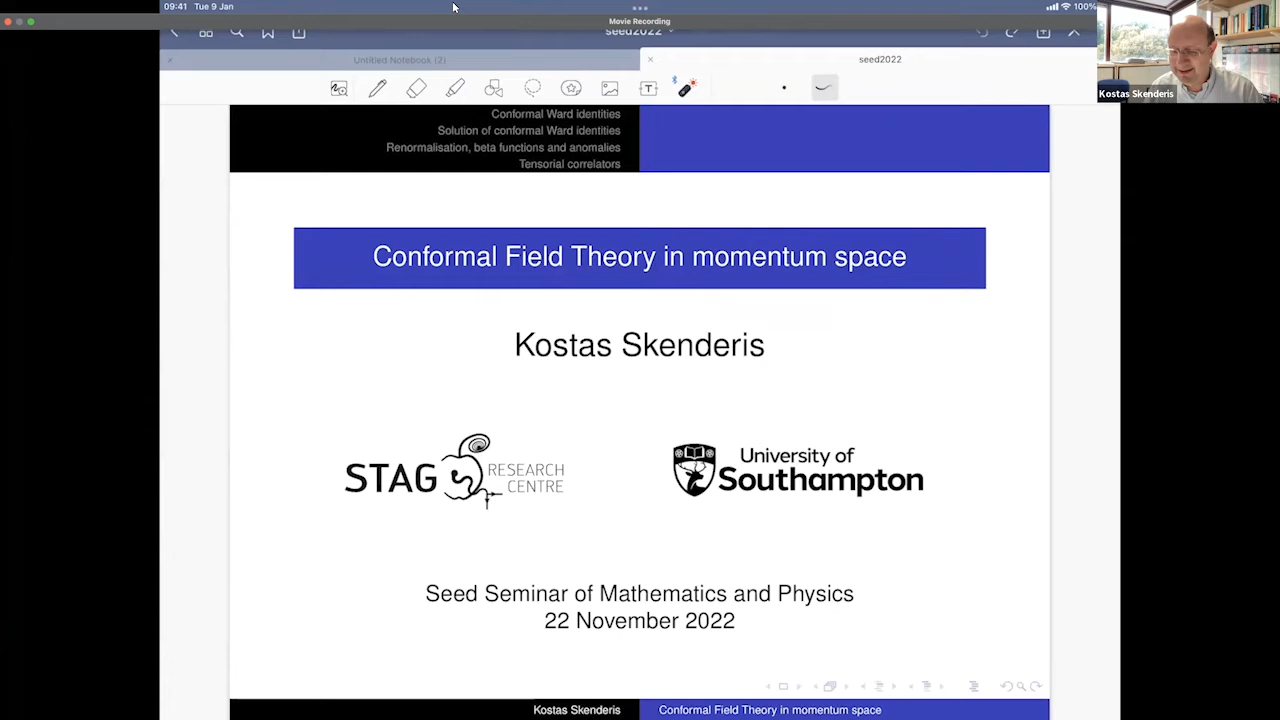 09:41 Tue 9 Jan
100%
Movie Recording
seed2022
Untitled Notebook (2)
seed2022
T
Kostas Skenderis
Conformal Ward identities
Solution of conformal Ward identities
Renormalisation, beta functions and anomalies
Tensorial correlators
Conformal Field Theory in momentum space
Kostas Skenderis
STAG RESEARCH CENTRE
University of Southampton
Seed Seminar of Mathematics and Physics
22 November 2022
Kostas Skenderis Conformal Field Theory in momentum space